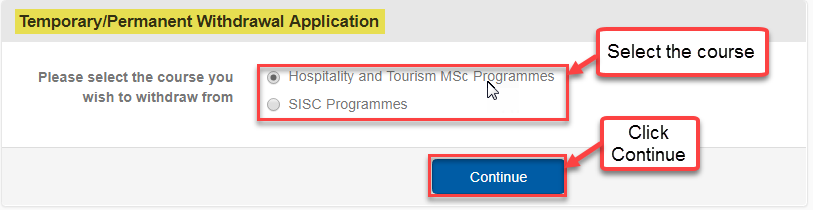 Temporary/Permanent Withdrawal Application
Select the course
Please select the course you
wish to withdraw from
Hospitality and Tourism MSc Programmes
SISC Programmes
Click
Continue
Continue